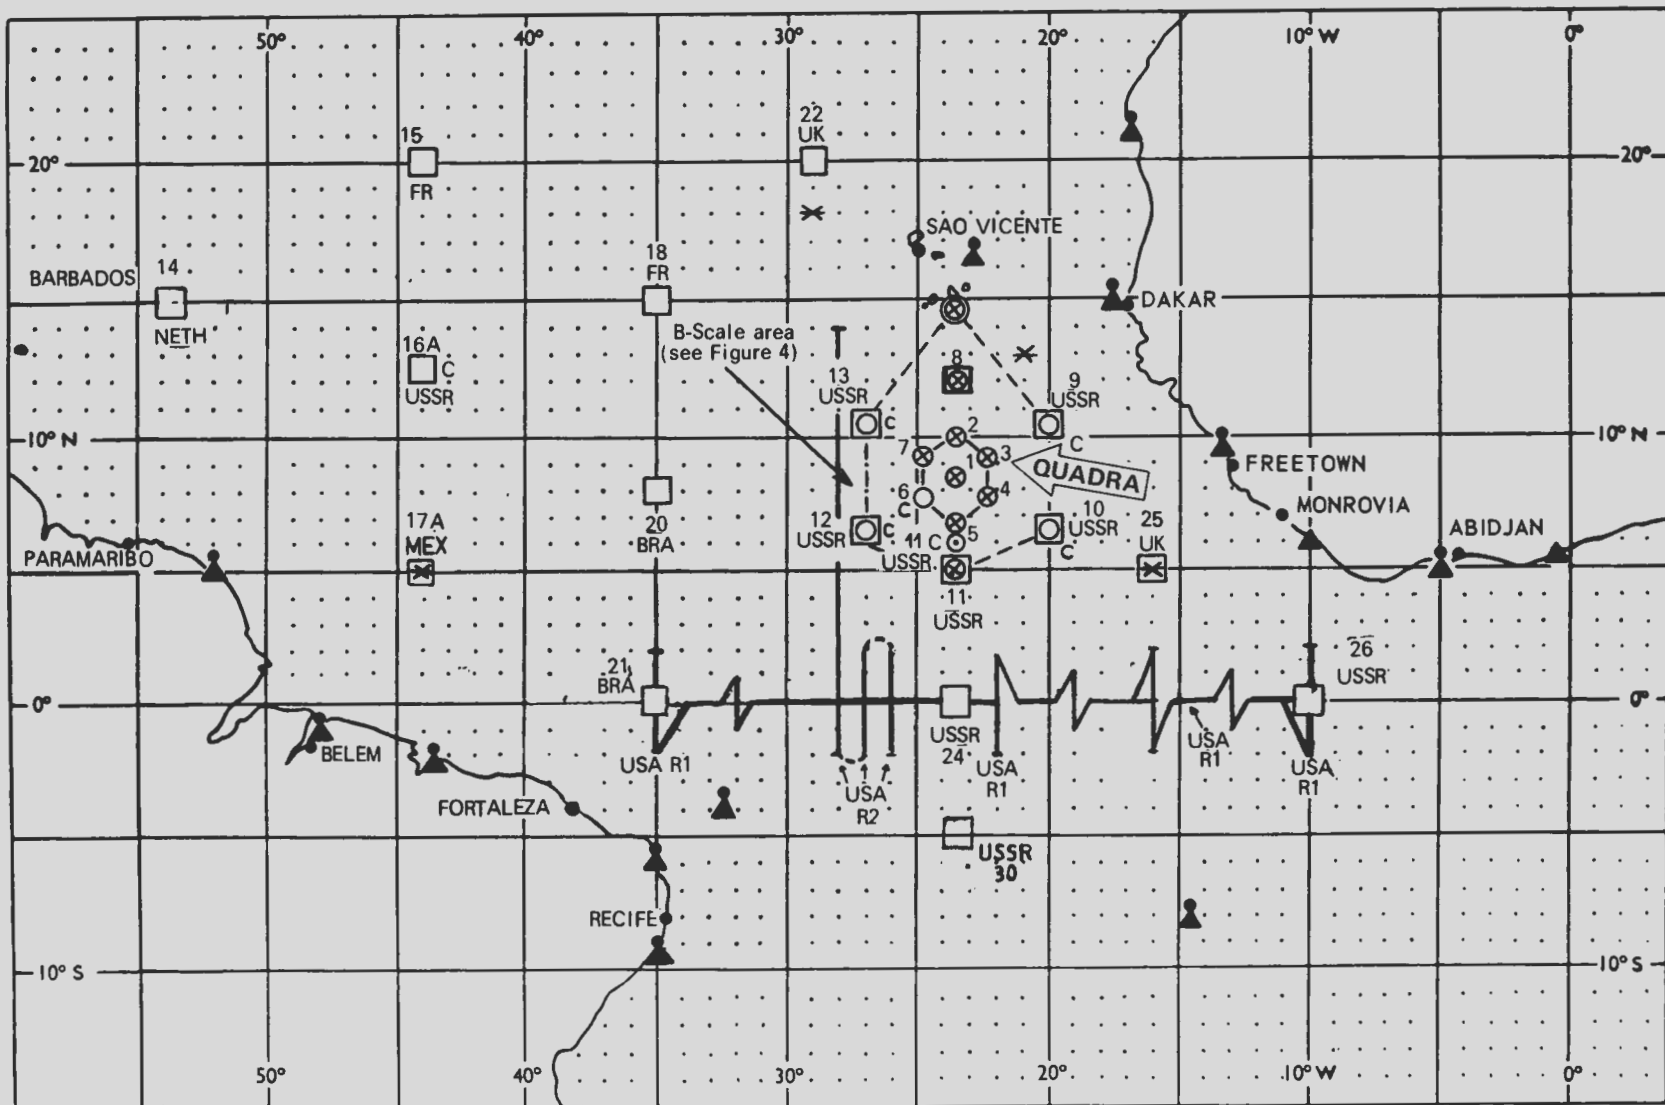 50°
40°
30°
20°
10° W
0°
15
22
UK
20°
20°
FR
SAO VICENTE
18
FR
BARBADOS
14
DAKAR
NETH
B-Scale area
(see Figure 4)
16A
C
USSR
8
13
USSR
9
USSR
C
C
10° N
2
10° N
7
3
1
QUADRA
FREETOWN
6
4
C
MONROVIA
17A
MEX
20
BRA
12
USSR
C
11
USSR
C
5
10
USSR
C
25
UK
ABIDJAN
PARAMARIBO
11
USSR
26
USSR
21
BRA
0°
0°
USSR
24
BELEM
USA R1
USA
R2
USA
R1
USA
R1
USA
R1
FORTALEZA
USSR
30
RECIFE
10° S
10° S
50°
40°
30°
20°
10° W
0°